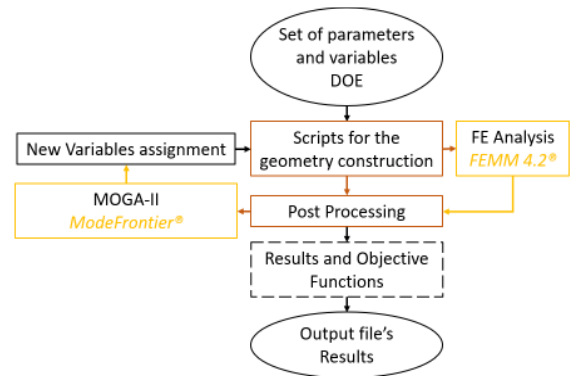 Set of parameters
and variables
DOE
New Variables assignment
Scripts for the
geometry construction
FE Analysis
FEMM 4.2®
MOGA-II
ModeFrontier®
Post Processing
Results and Objective
Functions
Output file's
Results